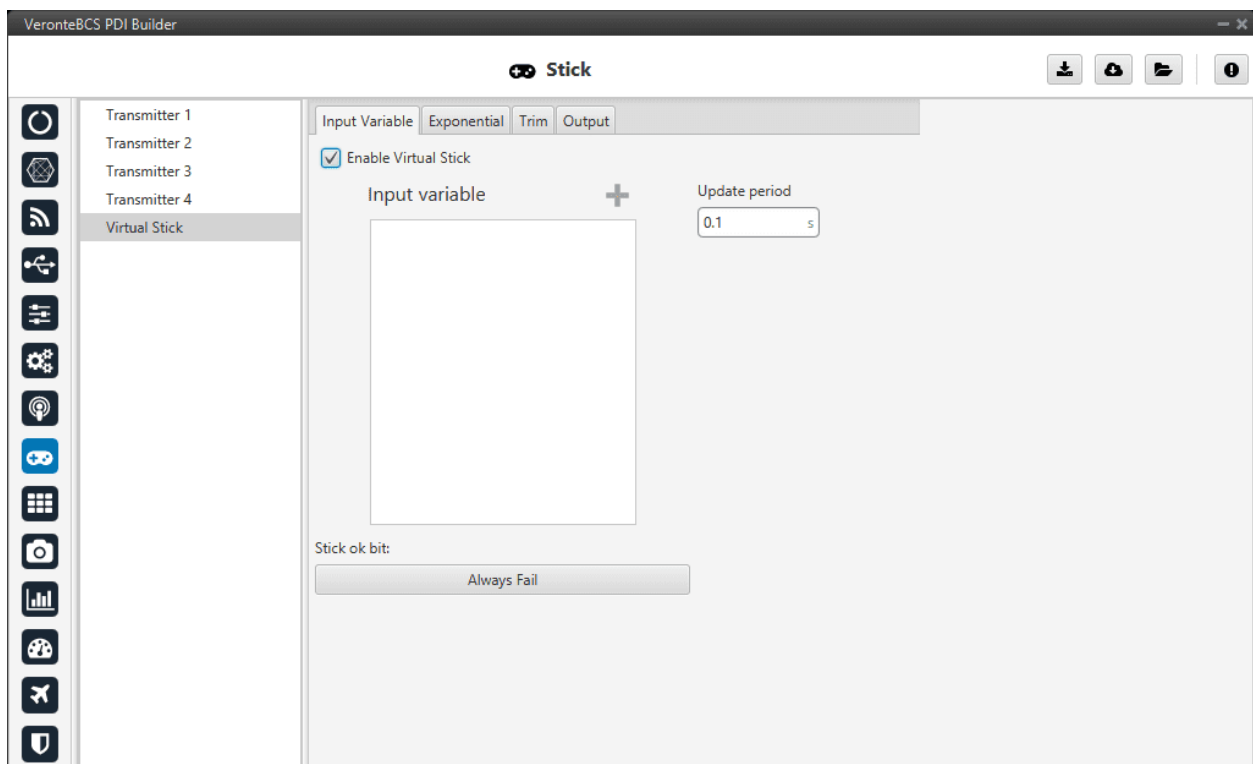 VeronteBCS PDI Builder
Stick
Transmitter 1
Transmitter 2
Transmitter 3
Transmitter 4
Virtual Stick
Input Variable Exponential Trim Output
Enable Virtual Stick
Input variable
Update period
0.1 s
Stick ok bit:
Always Fail